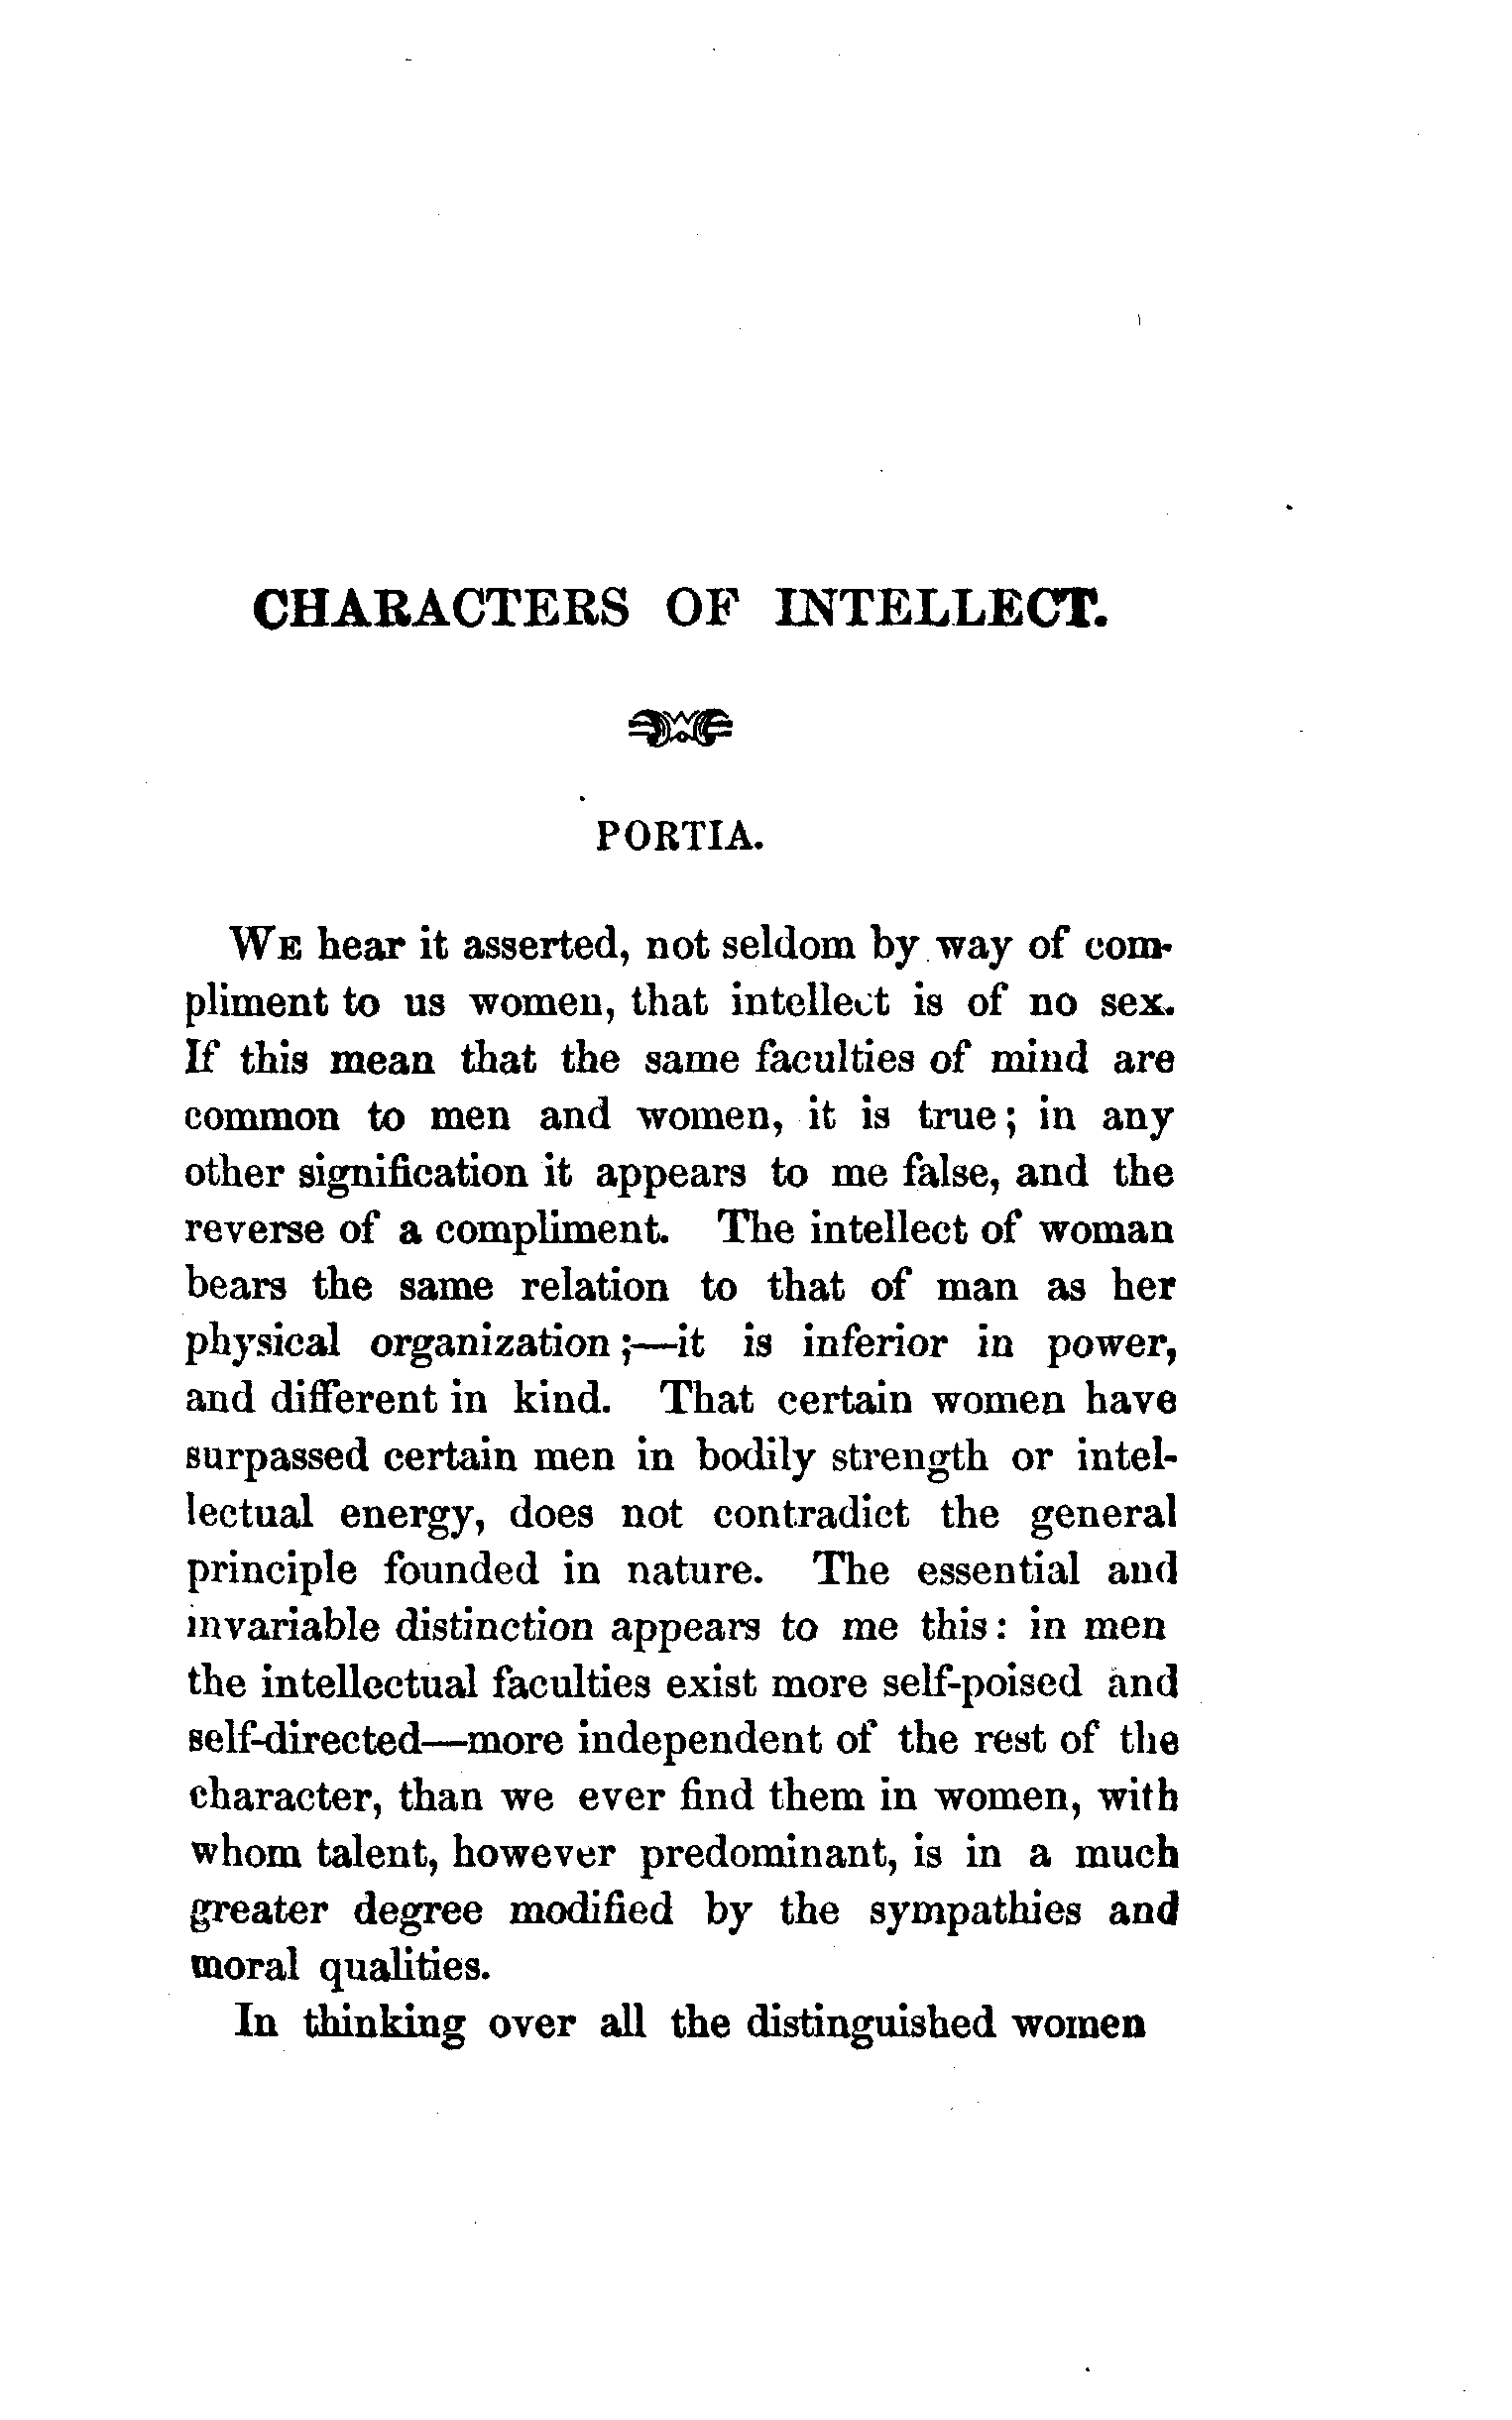 CHARACTERS OF INTELLECT.
PORTIA.
WE hear it asserted, not seldom by way of com-
pliment to us women, that intellect is of no sex.
If this mean that the same faculties of mind are
common to men and women, it is true; in any
other signification it appears to me false, and the
reverse of a compliment. The intellect of woman
bears the same relation to that of man as her
physical organization;—it is inferior in power,
and different in kind. That certain women have
surpassed certain men in bodily strength or intel-
lectual energy, does not contradict the general
principle founded in nature. The essential and
invariable distinction appears to me this: in men
the intellectual faculties exist more self-poised and
self-directed—more independent of the rest of the
character, than we ever find them in women, with
whom talent, however predominant, is in a much
greater degree modified by the sympathies and
moral qualities.
In thinking over all the distinguished women